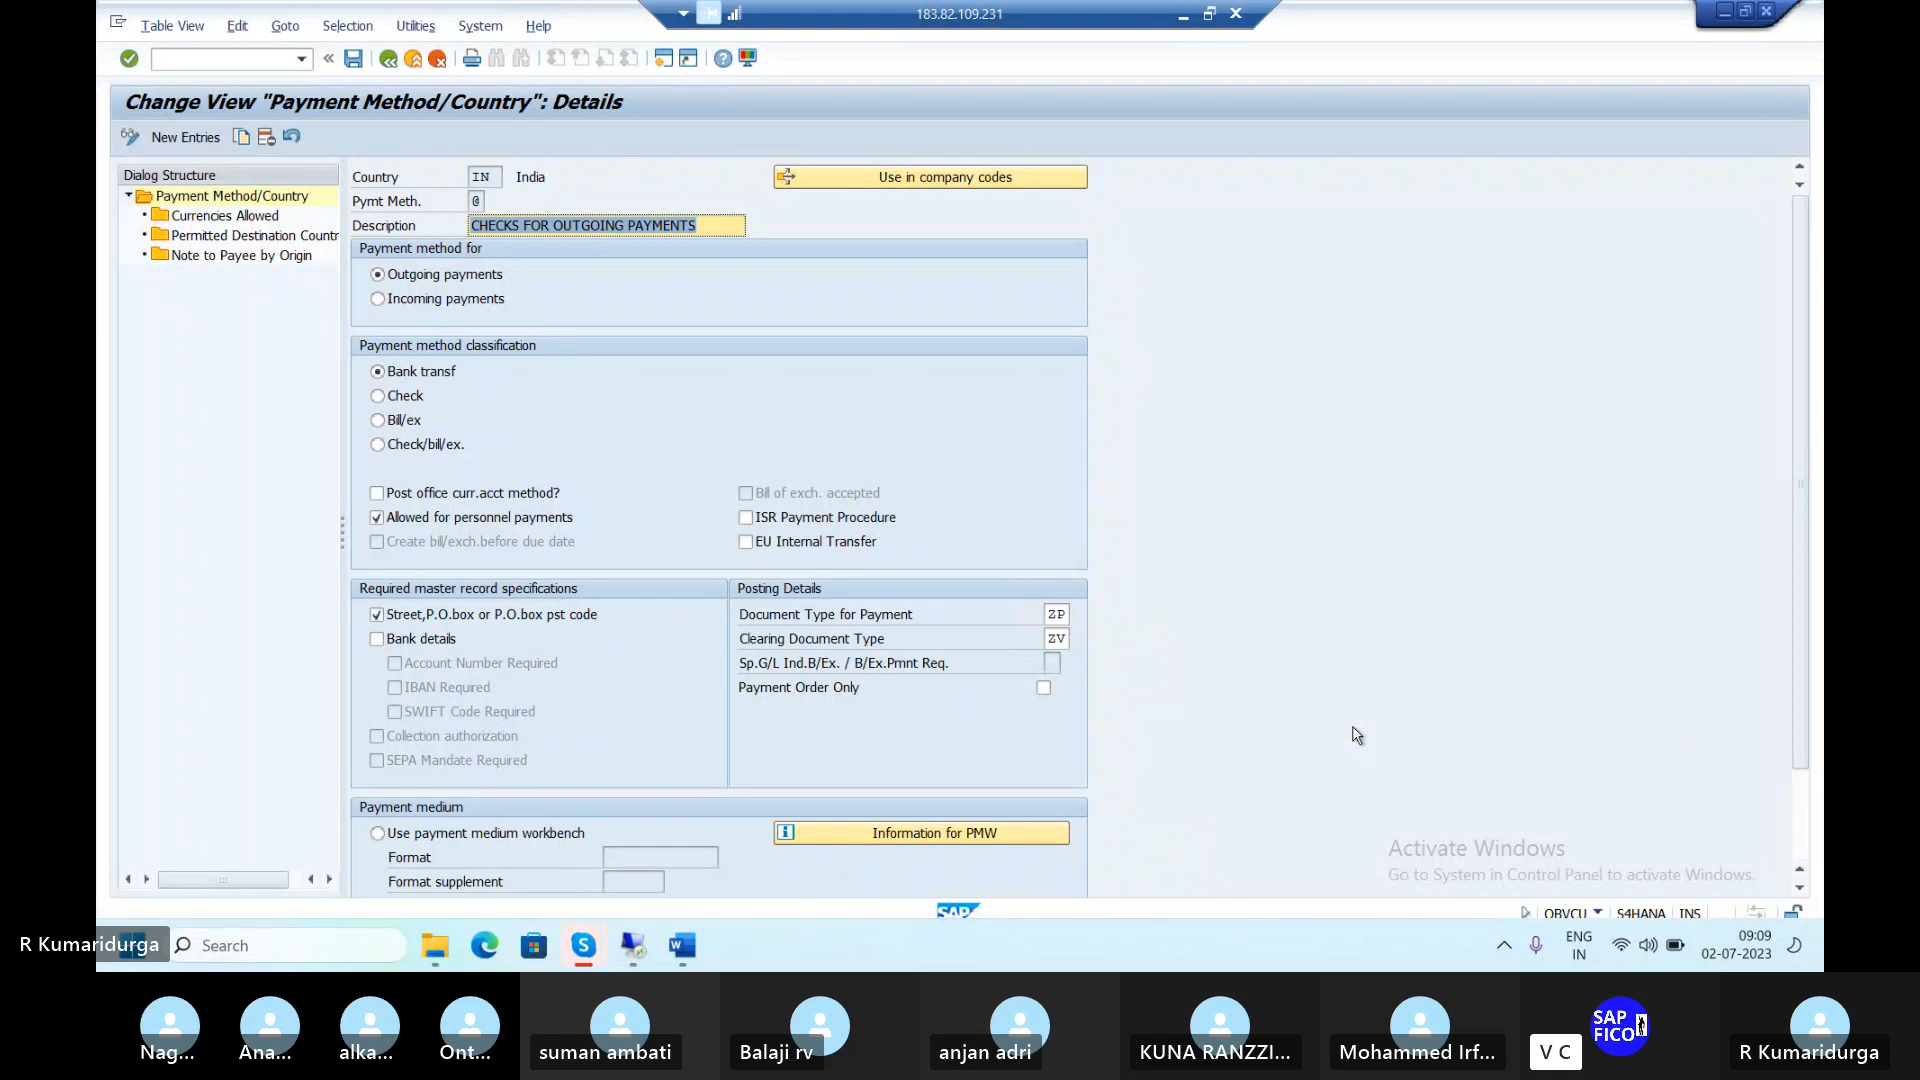 183.82.109.231
Table View Edit Goto Selection Utilities System Help
Change View "Payment Method/Country": Details
New Entries
Dialog Structure
Payment Method/Country
Currencies Allowed
Permitted Destination Countr
Note to Payee by Origin
Country IN India
Use in company codes
Pymt Meth. @
Description CHECKS FOR OUTGOING PAYMENTS
Payment method for
Outgoing payments
Incoming payments
Payment method classification
Bank transf
Check
Bill/ex
Check/bill/ex.
Post office curr.acct method?
Bill of exch. accepted
Allowed for personnel payments
ISR Payment Procedure
Create bill/exch.before due date
EU Internal Transfer
Required master record specifications
Street,P.O.box or P.O.box pst code
Bank details
Account Number Required
IBAN Required
SWIFT Code Required
Collection authorization
SEPA Mandate Required
Posting Details
Document Type for Payment ZP
Clearing Document Type ZV
Sp.G/L Ind.B/Ex. / B/Ex.Pmnt Req.
Payment Order Only
Payment medium
Use payment medium workbench
Information for PMW
Format
Format supplement
Activate Windows
Go to System in Control Panel to activate Windows.
SAP
OBVCU S4HANA INS
R Kumaridurga
Search
ENG
IN
09:09
02-07-2023
Nag...
Ana...
alka...
Ont...
suman ambati
Balaji rv
anjan adri
KUNA RANZZI...
Mohammed Irf...
SAP
FICO
V C
R Kumaridurga